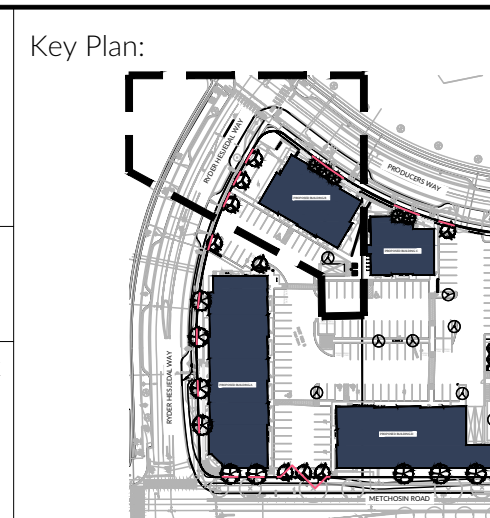 Key Plan:
RYDER HESJEDAL WAY
PRODUCERS WAY
RYDER HESJEDAL WAY
METCHOSIN ROAD